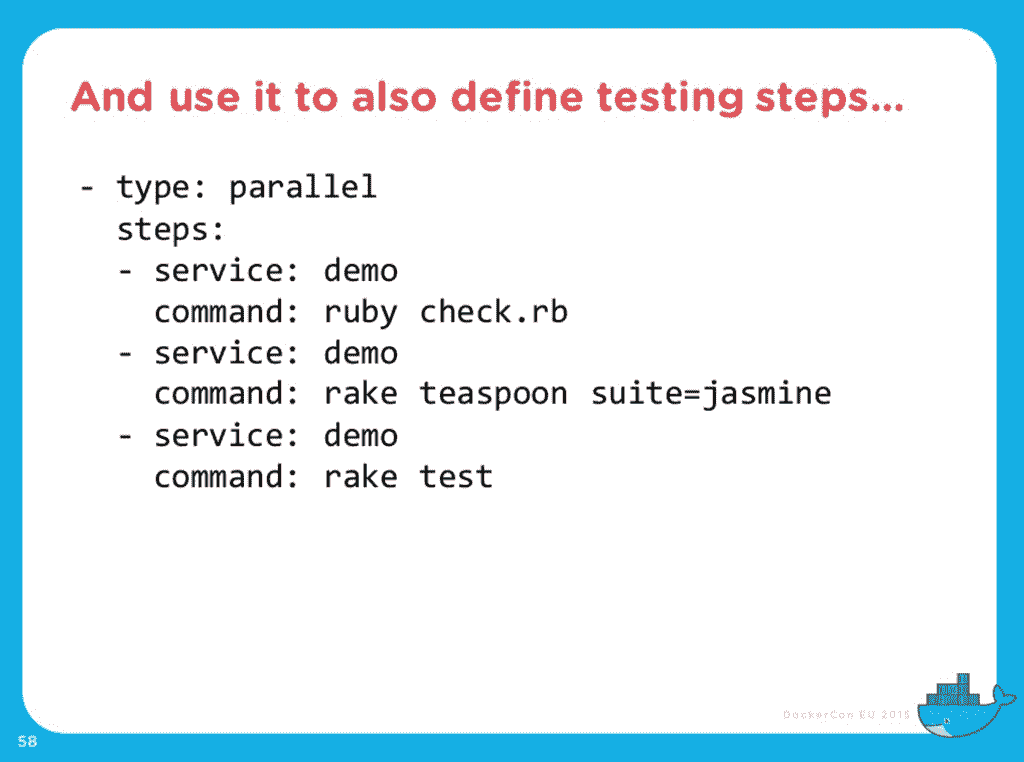 And use it to also define testing steps...
- type: parallel
  steps:
  - service: demo
    command: ruby check.rb
  - service: demo
    command: rake teaspoon suite=jasmine
  - service: demo
    command: rake test
DockerCon EU 2015
58